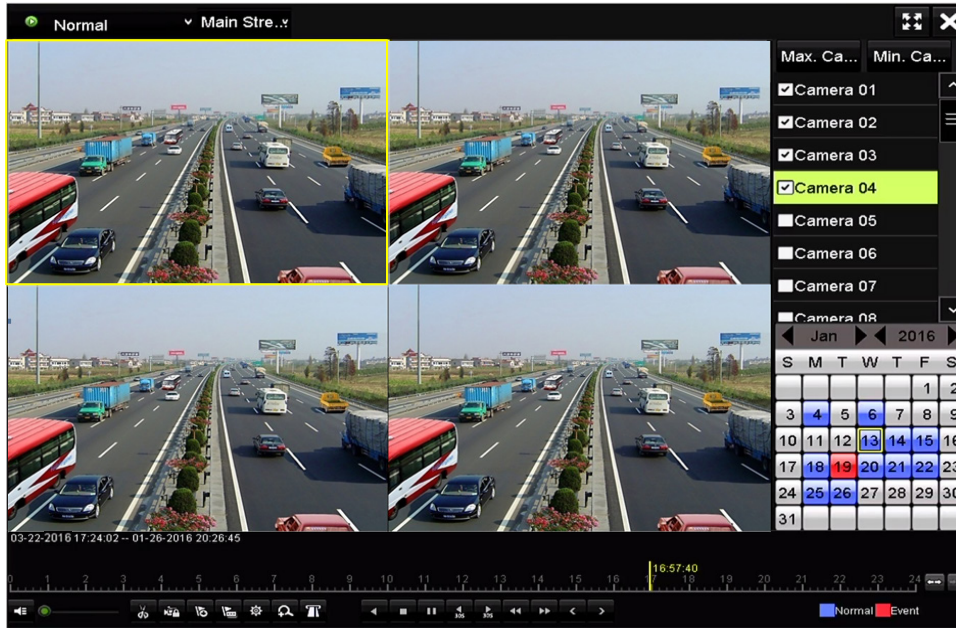 Normal Main Stre..
Max. Ca... Min. Ca...
Camera 01
Camera 02
Camera 03
Camera 04
Camera 05
Camera 06
Camera 07
Camera 08
Jan 2016
S M T W T F S
1 2
3 4 5 6 7 8 9
10 11 12 13 14 15 16
17 18 19 20 21 22 23
24 25 26 27 28 29 30
31
03-22-2016 17:24:02 -- 01-26-2016 20:26:45
16:57:40
0 1 2 3 4 5 6 7 8 9 10 11 12 13 14 15 16 17 18 19 20 21 22 23 24
30S 30S
Normal Event